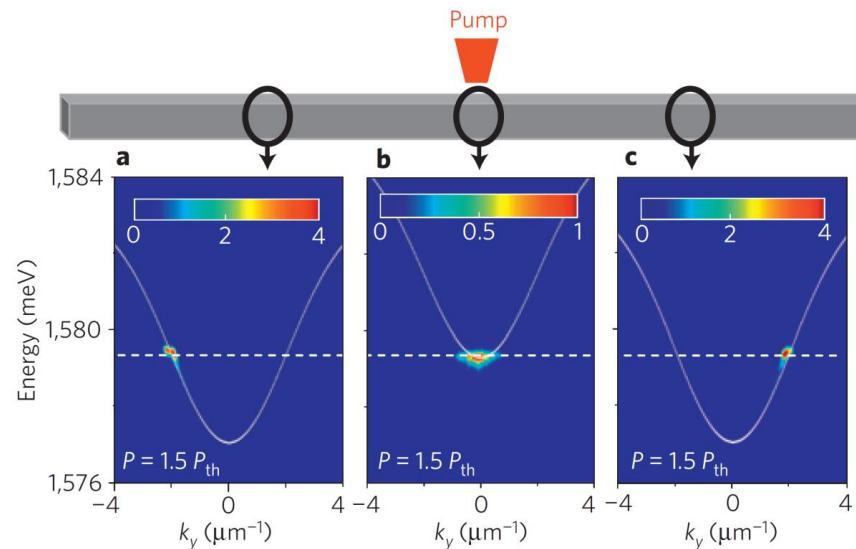 Pump
a
b
c
Energy (meV)
1,584
1,580
1,576
0 2 4
0 0.5 1
0 2 4
P = 1.5 Pth
P = 1.5 Pth
P = 1.5 Pth
−4 0 4
−4 0 4
−4 0 4
ky (μm−1)
ky (μm−1)
ky (μm−1)